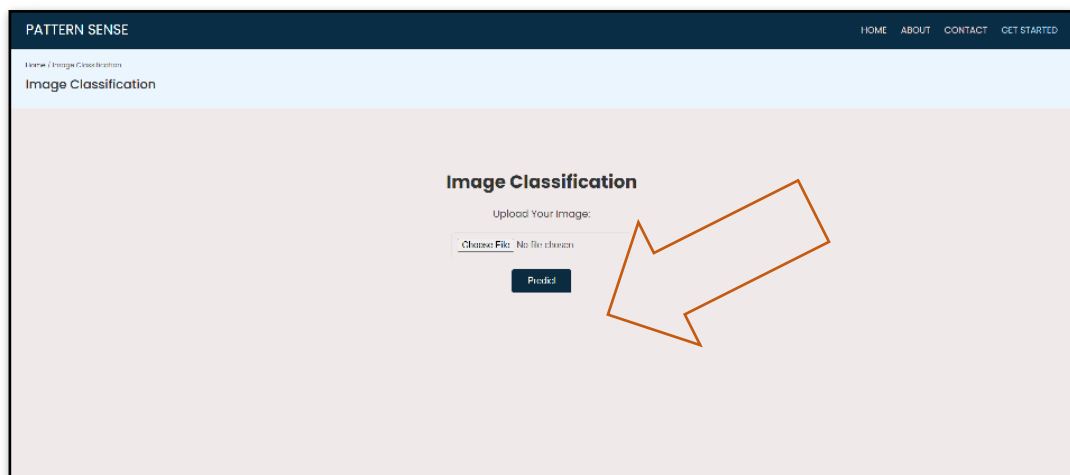 PATTERN SENSE
HOME ABOUT CONTACT GET STARTED
Home / Image Classification
Image Classification
Image Classification
Upload Your Image:
Choose File No file chosen
Predict